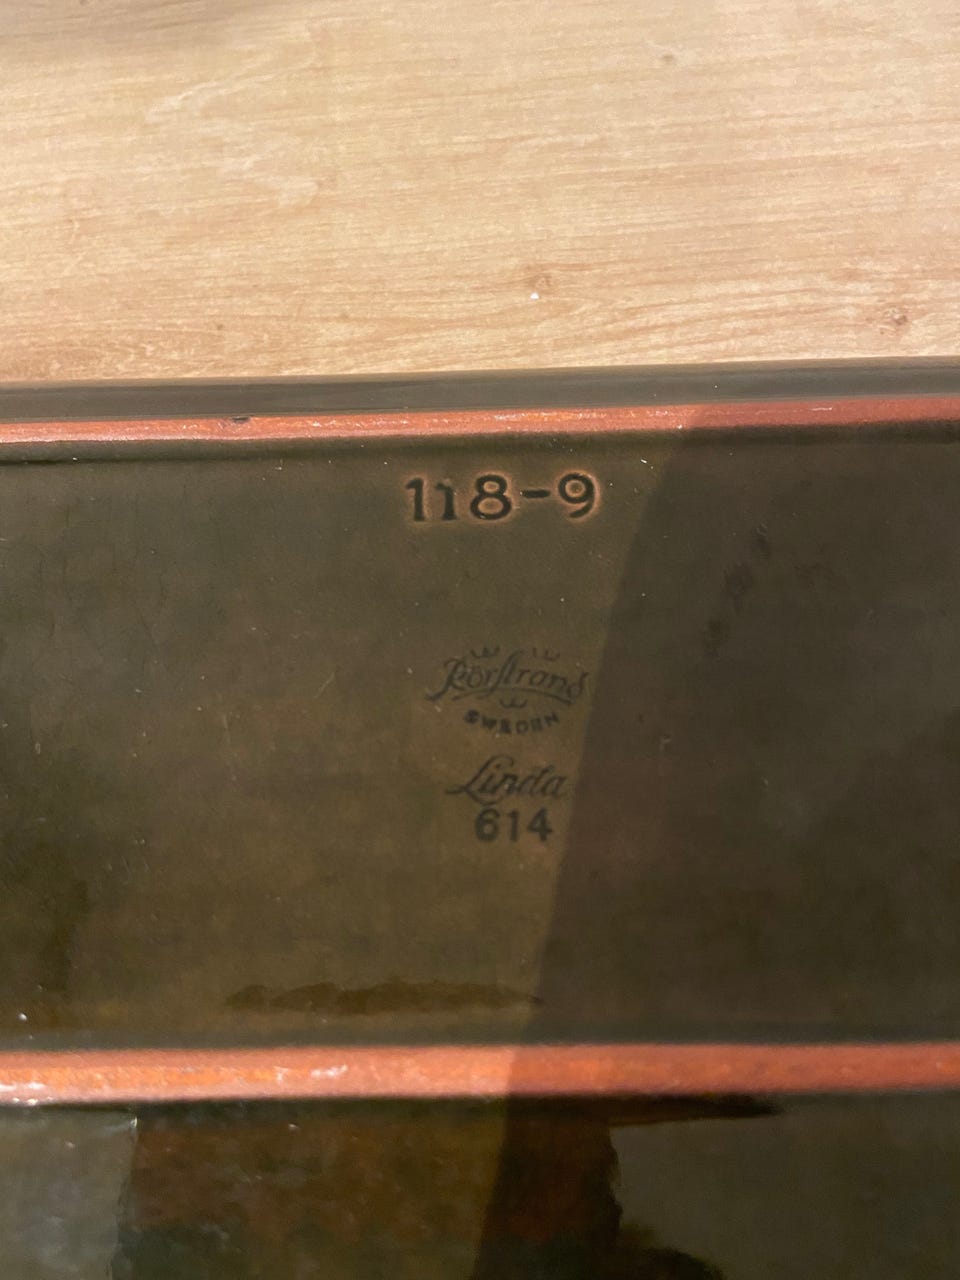 118-9
Rörstrand
SWEDEN
Linda
614